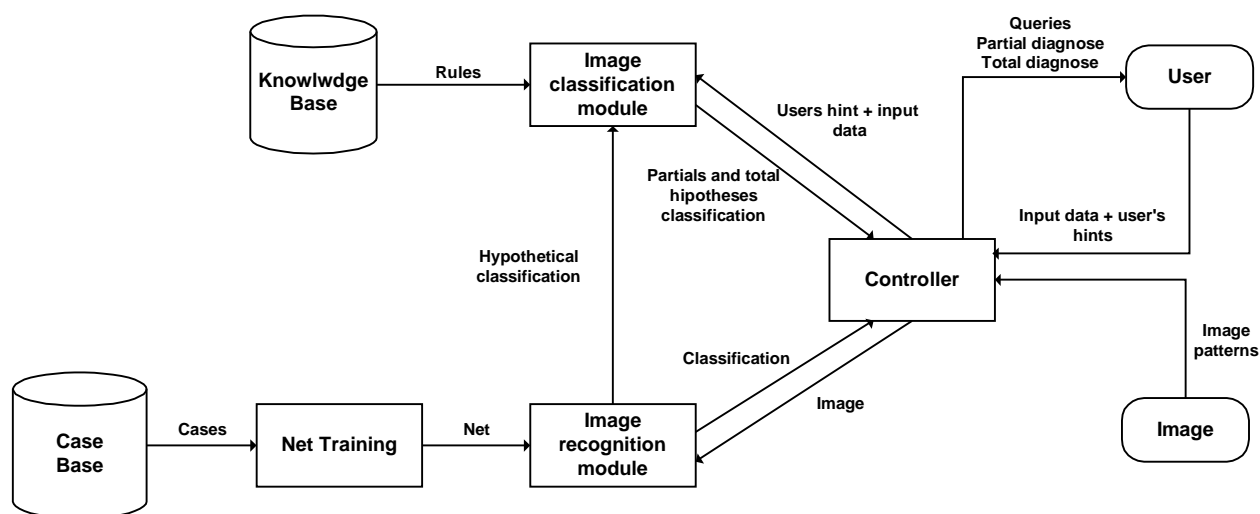 Queries
Partial diagnose
Total diagnose
User
Knowlwdge
Base
Rules
Image
classification
module
Users hint + input
data
Partials and total
hipotheses
classification
Input data + user's
hints
Hypothetical
classification
Controller
Image
patterns
Classification
Image
Case
Base
Cases
Net Training
Net
Image
recognition
module
Image